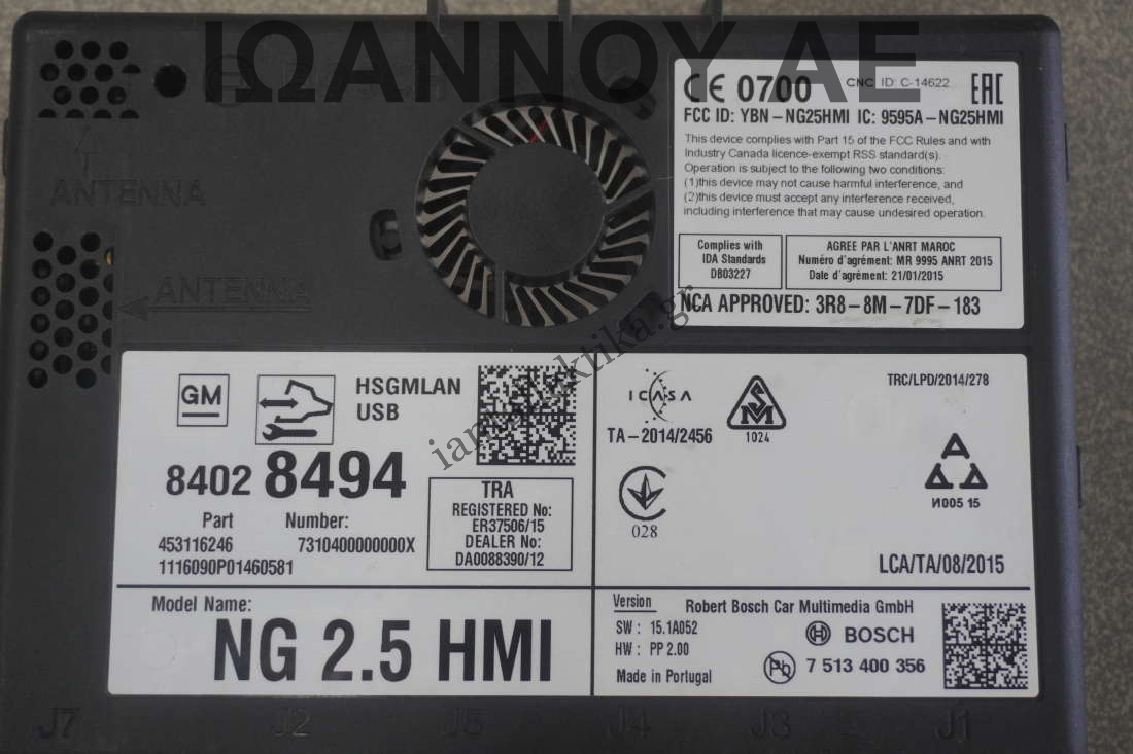 ΙΩΑΝΝΟΥ ΑΕ
ANTENNA
ANTENNA
CE 0700 CNC ID: C-14622 EAC
FCC ID: YBN-NG25HMI IC: 9595A-NG25HMI
This device complies with Part 15 of the FCC Rules and with
Industry Canada licence-exempt RSS standard(s).
Operation is subject to the following two conditions:
(1)this device may not cause harmful interference, and
(2)this device must accept any interference received,
including interference that may cause undesired operation.
Complies with
IDA Standards
DB03227
AGREE PAR L'ANRT MAROC
Numéro d'agrément: MR 9995 ANRT 2015
Date d'agrément: 21/01/2015
NCA APPROVED: 3R8-8M-7DF-183
GM
HSGMLAN
USB
8402 8494
Part Number:
453116246 7310400000000X
1116090P01460581
TRA
REGISTERED No:
ER37506/15
DEALER No:
DA0088390/12
ICASA
TA-2014/2456
1024
TRC/LPD/2014/278
028
И005 15
LCA/TA/08/2015
Model Name:
NG 2.5 HMI
Version
SW : 15.1A052
HW : PP 2.00
Made in Portugal
Robert Bosch Car Multimedia GmbH
BOSCH
Pb 7 513 400 356
J7 J2 J5 J4 J3 J1